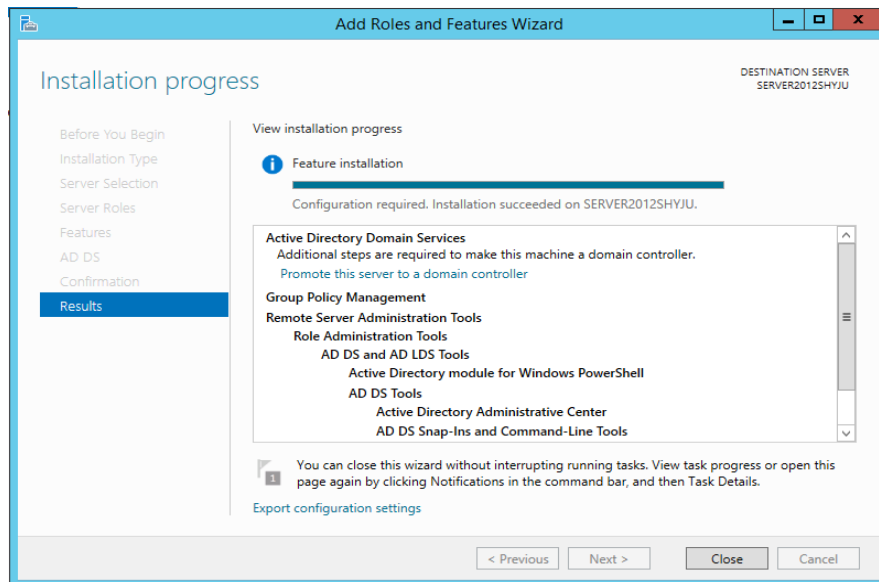 Add Roles and Features Wizard
Installation progress
DESTINATION SERVER
SERVER2012SHYJU
Before You Begin
Installation Type
Server Selection
Server Roles
Features
AD DS
Confirmation
Results
View installation progress
Feature installation
Configuration required. Installation succeeded on SERVER2012SHYJU.
Active Directory Domain Services
Additional steps are required to make this machine a domain controller.
Promote this server to a domain controller
Group Policy Management
Remote Server Administration Tools
Role Administration Tools
AD DS and AD LDS Tools
Active Directory module for Windows PowerShell
AD DS Tools
Active Directory Administrative Center
AD DS Snap-Ins and Command-Line Tools
1
You can close this wizard without interrupting running tasks. View task progress or open this
page again by clicking Notifications in the command bar, and then Task Details.
Export configuration settings
< Previous
Next >
Close
Cancel